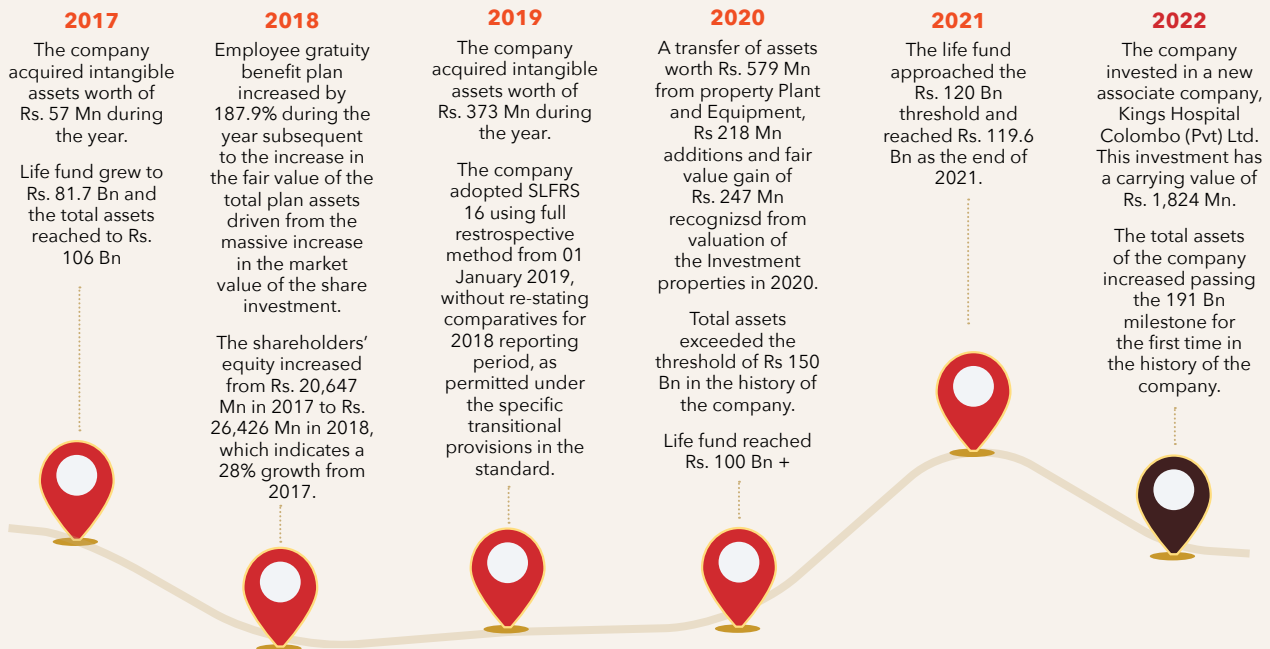 2017
The company
acquired intangible
assets worth of
Rs. 57 Mn during
the year.
Life fund grew to
Rs. 81.7 Bn and
the total assets
reached to Rs.
106 Bn
2018
Employee gratuity
benefit plan
increased by
187.9% during the
year subsequent
to the increase in
the fair value of the
total plan assets
driven from the
massive increase
in the market
value of the share
investment.
The shareholders’
equity increased
from Rs. 20,647
Mn in 2017 to Rs.
26,426 Mn in 2018,
which indicates a
28% growth from
2017.
2019
The company
acquired intangible
assets worth of
Rs. 373 Mn during
the year.
The company
adopted SLFRS
16 using full
restrospective
method from 01
January 2019,
without re-stating
comparatives for
2018 reporting
period, as
permitted under
the specific
transitional
provisions in the
standard.
2020
A transfer of assets
worth Rs. 579 Mn
from property Plant
and Equipment,
Rs 218 Mn
additions and fair
value gain of
Rs. 247 Mn
recognizsd from
valuation of
the Investment
properties in 2020.
Total assets
exceeded the
threshold of Rs 150
Bn in the history of
the company.
Life fund reached
Rs. 100 Bn +
2021
The life fund
approached the
Rs. 120 Bn
threshold and
reached Rs. 119.6
Bn as the end of
2021.
2022
The company
invested in a new
associate company,
Kings Hospital
Colombo (Pvt) Ltd.
This investment has
a carrying value of
Rs. 1,824 Mn.
The total assets
of the company
increased passing
the 191 Bn
milestone for
the first time in
the history of the
company.